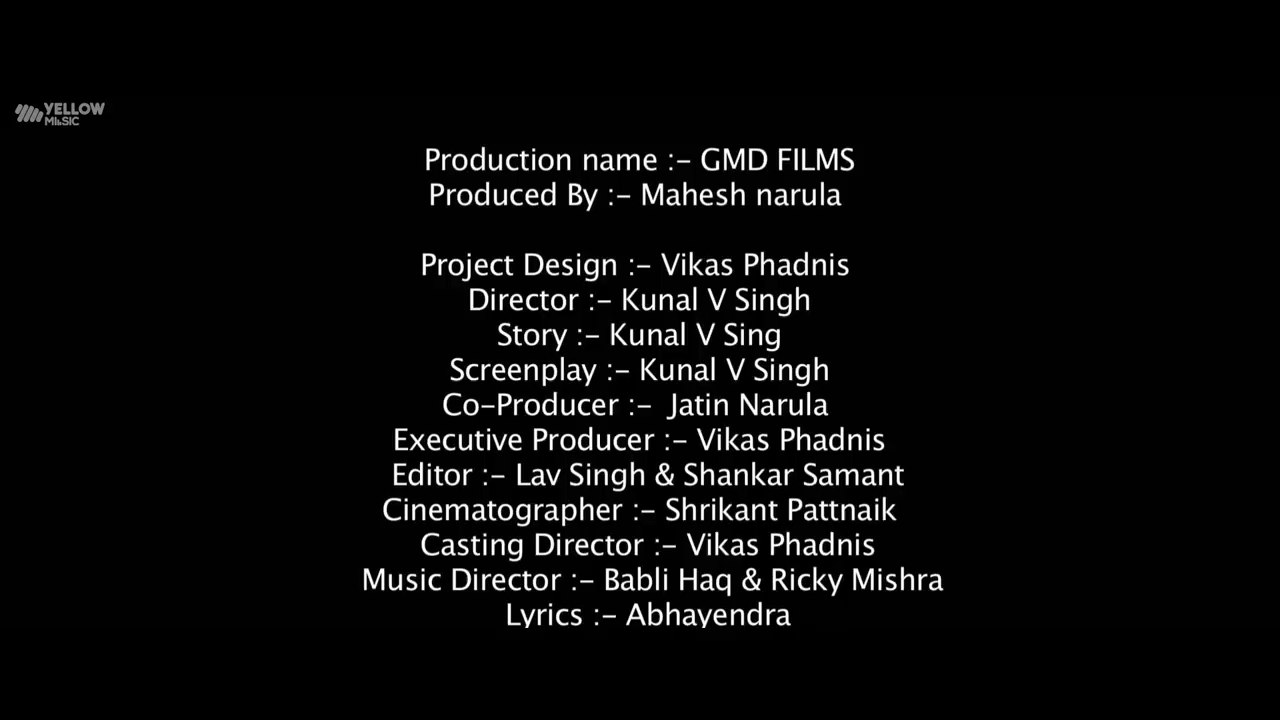 YELLOW
MUSIC
Production name :- GMD FILMS
Produced By :- Mahesh narula
Project Design :- Vikas Phadnis
Director :- Kunal V Singh
Story :- Kunal V Sing
Screenplay :- Kunal V Singh
Co-Producer :- Jatin Narula
Executive Producer :- Vikas Phadnis
Editor :- Lav Singh & Shankar Samant
Cinematographer :- Shrikant Pattnaik
Casting Director :- Vikas Phadnis
Music Director :- Babli Haq & Ricky Mishra
Lyrics :- Abhayendra